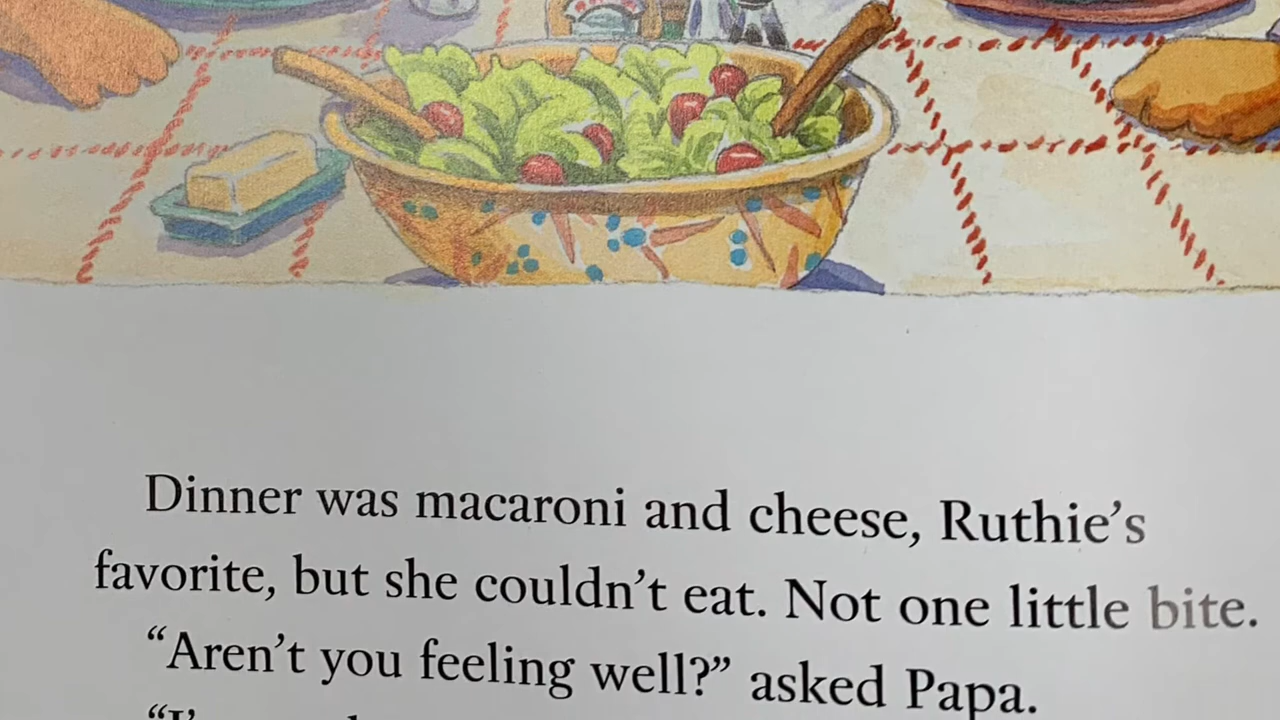 Dinner was macaroni and cheese, Ruthie’s
favorite, but she couldn’t eat. Not one little bite.
“Aren’t you feeling well?” asked Papa.